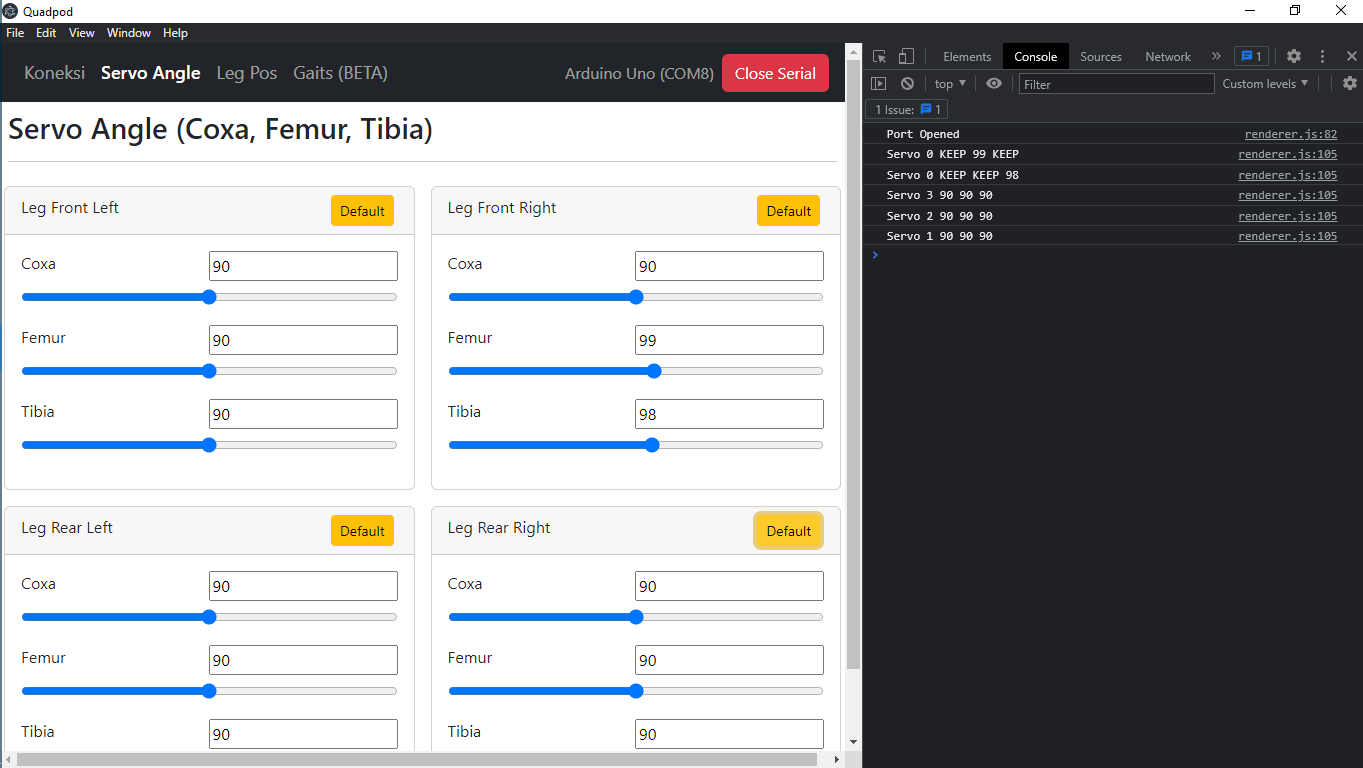 Quadpod
File Edit View Window Help
Koneksi Servo Angle Leg Pos Gaits (BETA) Arduino Uno (COM8) Close Serial
Servo Angle (Coxa, Femur, Tibia)
Leg Front Left Default
Coxa 90
Femur 90
Tibia 90
Leg Front Right Default
Coxa 90
Femur 99
Tibia 98
Leg Rear Left Default
Coxa 90
Femur 90
Tibia 90
Leg Rear Right Default
Coxa 90
Femur 90
Tibia 90
Elements Console Sources Network » 1
top Filter Custom levels
1 Issue: 1
Port Opened renderer.js:82
Servo 0 KEEP 99 KEEP renderer.js:105
Servo 0 KEEP KEEP 98 renderer.js:105
Servo 3 90 90 90 renderer.js:105
Servo 2 90 90 90 renderer.js:105
Servo 1 90 90 90 renderer.js:105